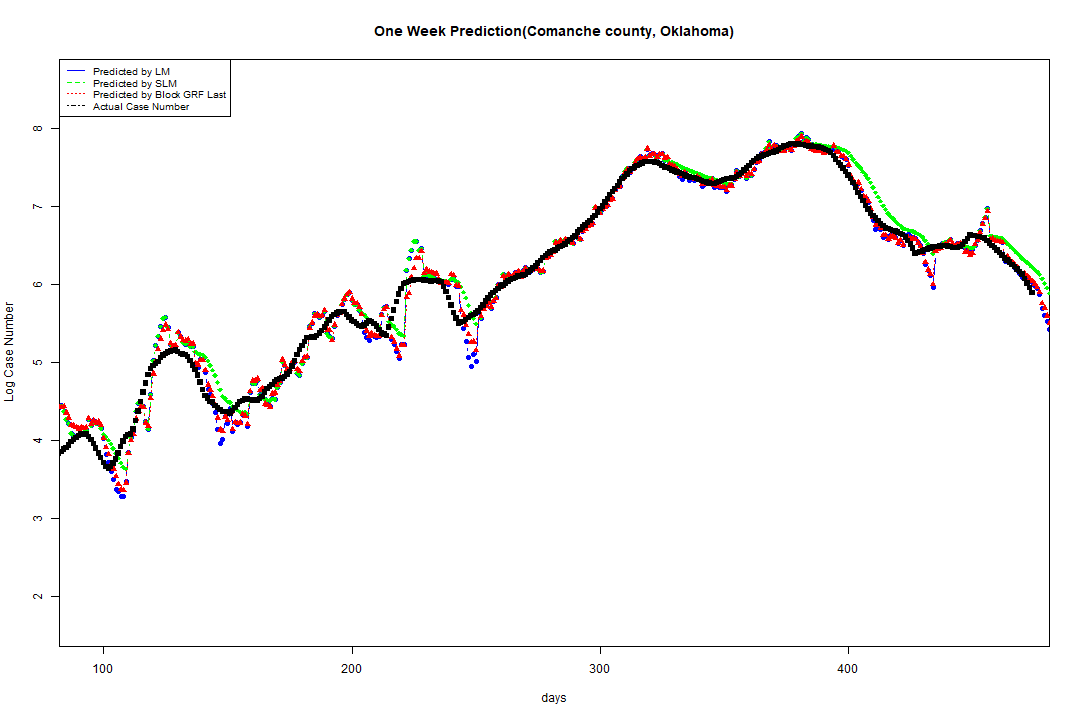 One Week Prediction(Comanche county, Oklahoma)
Predicted by LM
Predicted by SLM
Predicted by Block GRF Last
Actual Case Number
8
7
6
5
4
3
2
Log Case Number
100 200 300 400
days